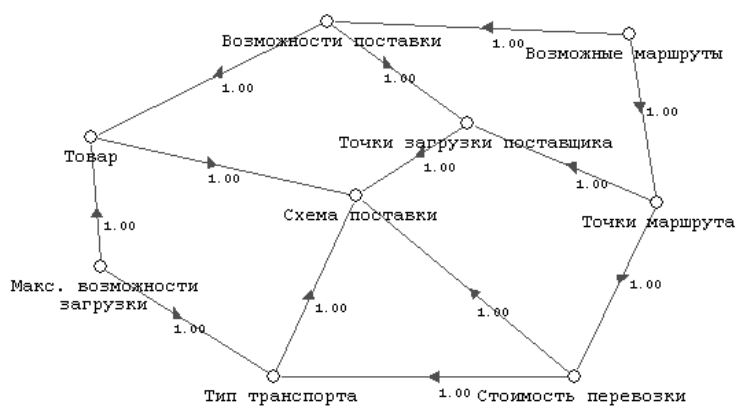 Возможности поставки
1.00
Возможные маршруты
1.00
1.00
1.00
Точки загрузки поставщика
Товар
1.00
1.00
1.00
Схема поставки
Точки маршрута
1.00
Макс. возможности
загрузки
1.00
1.00
1.00
1.00
Тип транспорта
1.00
Стоимость перевозки